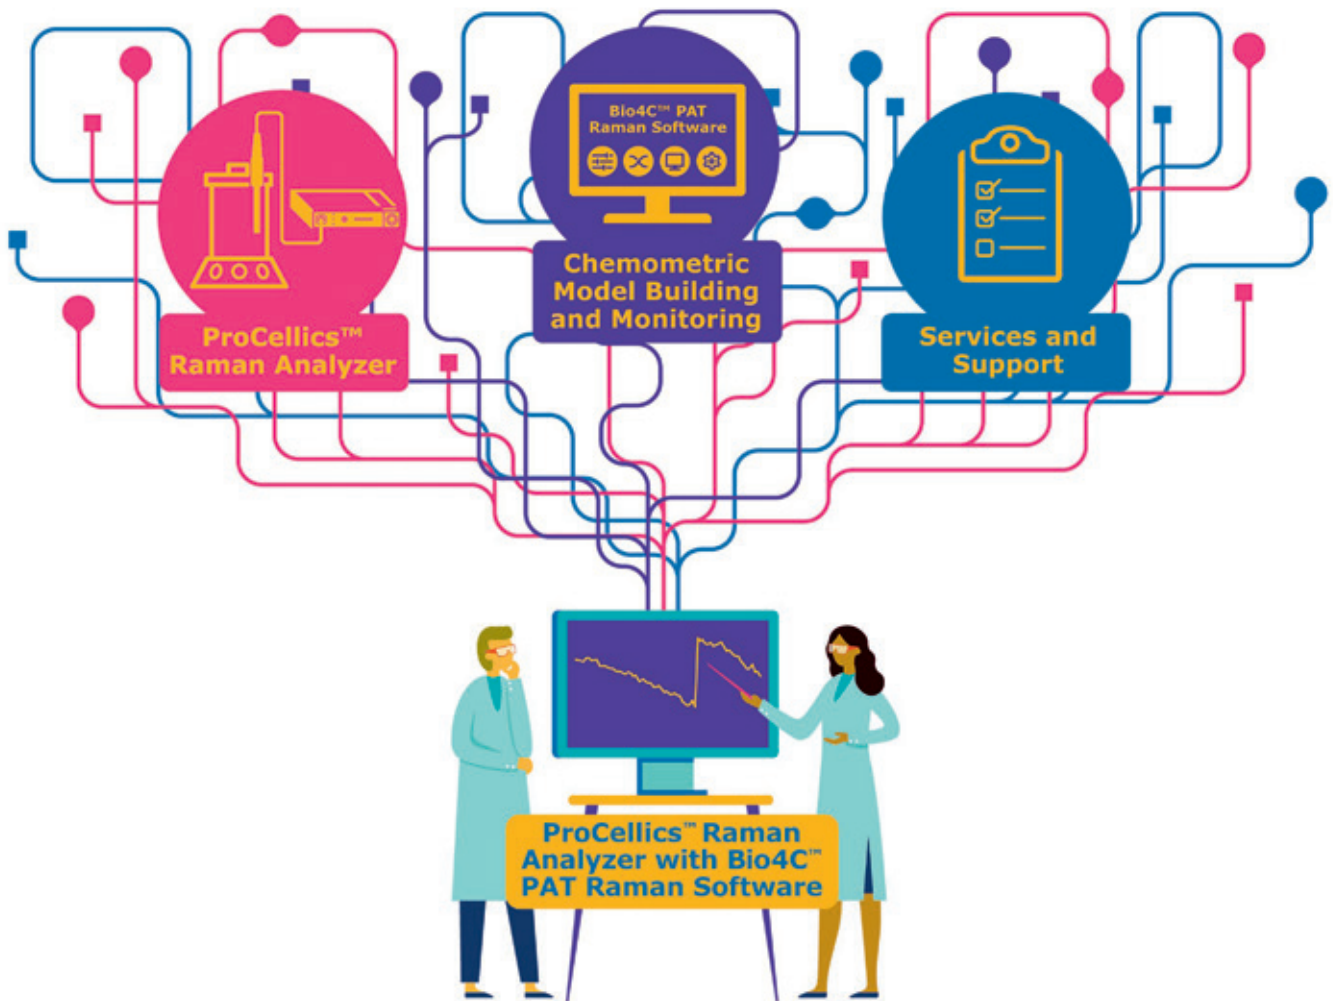 Bio4C™ PAT
Raman Software
ProCellics™
Raman Analyzer
Chemometric
Model Building
and Monitoring
Services and
Support
ProCellics™ Raman
Analyzer with Bio4C™
PAT Raman Software